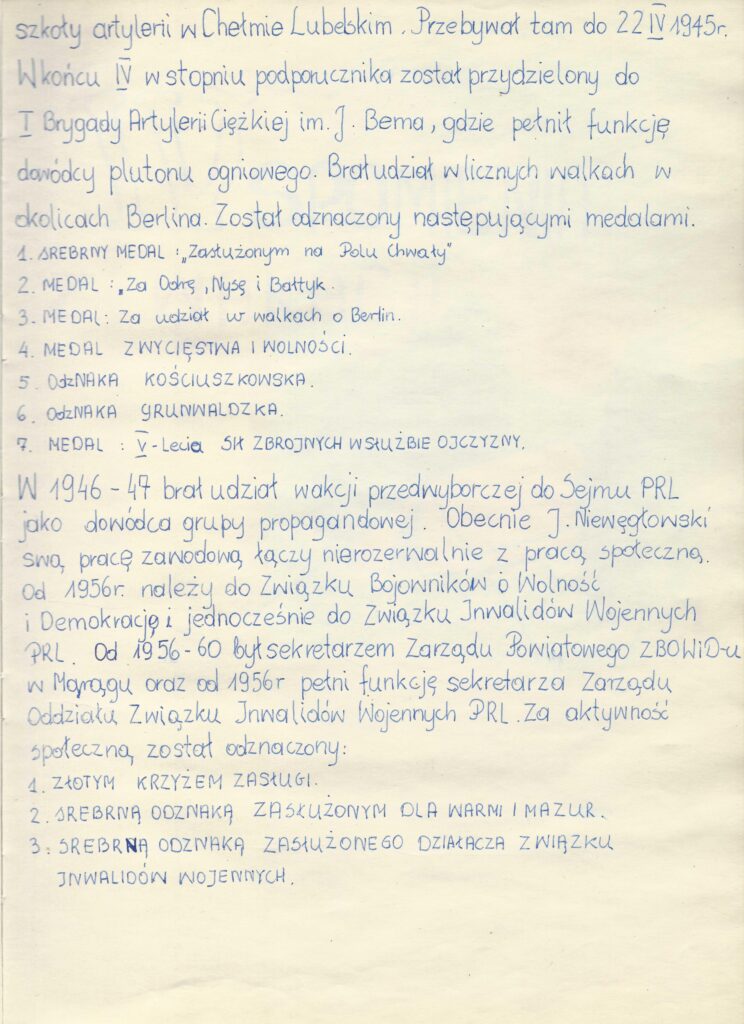 szkoły artylerii w Chełmie Lubelskim. Przebywał tam do 22 IV 1945r.
W końcu IV w stopniu podporucznika został przydzielony do
I Brygady Artylerii Ciężkiej im. J. Bema, gdzie pełnił funkcję
dowódcy plutonu ogniowego. Brał udział w licznych walkach w
okolicach Berlina. Został odznaczony następującymi medalami.
1. SREBRNY MEDAL : „Zasłużonym na Polu Chwały"
2. MEDAL : „Za Odrę, Nysę i Bałtyk.
3. MEDAL: Za udział w walkach o Berlin.
4. MEDAL ZWYCIĘSTWA I WOLNOŚCI.
5. OdzNAKA KOŚCIUSZKOWSKA.
6. OdzNAKA GRUNWALDZKA.
7. MEDAL : V-Lecia SIŁ ZBROJNYCH W SŁUŻBIE OJCZYZNY.
W 1946-47 brał udział w akcji przedwyborczej do Sejmu PRL
jako dowódca grupy propagandowej. Obecnie J. Niewęgłowski
swą pracę zawodową łączy nierozerwalnie z pracą społeczną.
Od 1956r. należy do Związku Bojowników o Wolność
i Demokrację i jednocześnie do Związku Inwalidów Wojennych
PRL. Od 1956-60 był sekretarzem Zarządu Powiatowego ZBOWiD-u
w Morągu oraz od 1956r pełni funkcję sekretarza Zarządu
Oddziału Związku Inwalidów Wojennych PRL. Za aktywność
społeczną został odznaczony:
1. ZŁOTYM KRZYŻEM ZASŁUGI.
2. SREBRNĄ ODZNAKĄ ZASŁUŻONYM DLA WARMI I MAZUR.
3. SREBRNĄ ODZNAKĄ ZASŁUŻONEGO DZIAŁACZA ZWIĄZKU
INWALIDÓW WOJENNYCH.